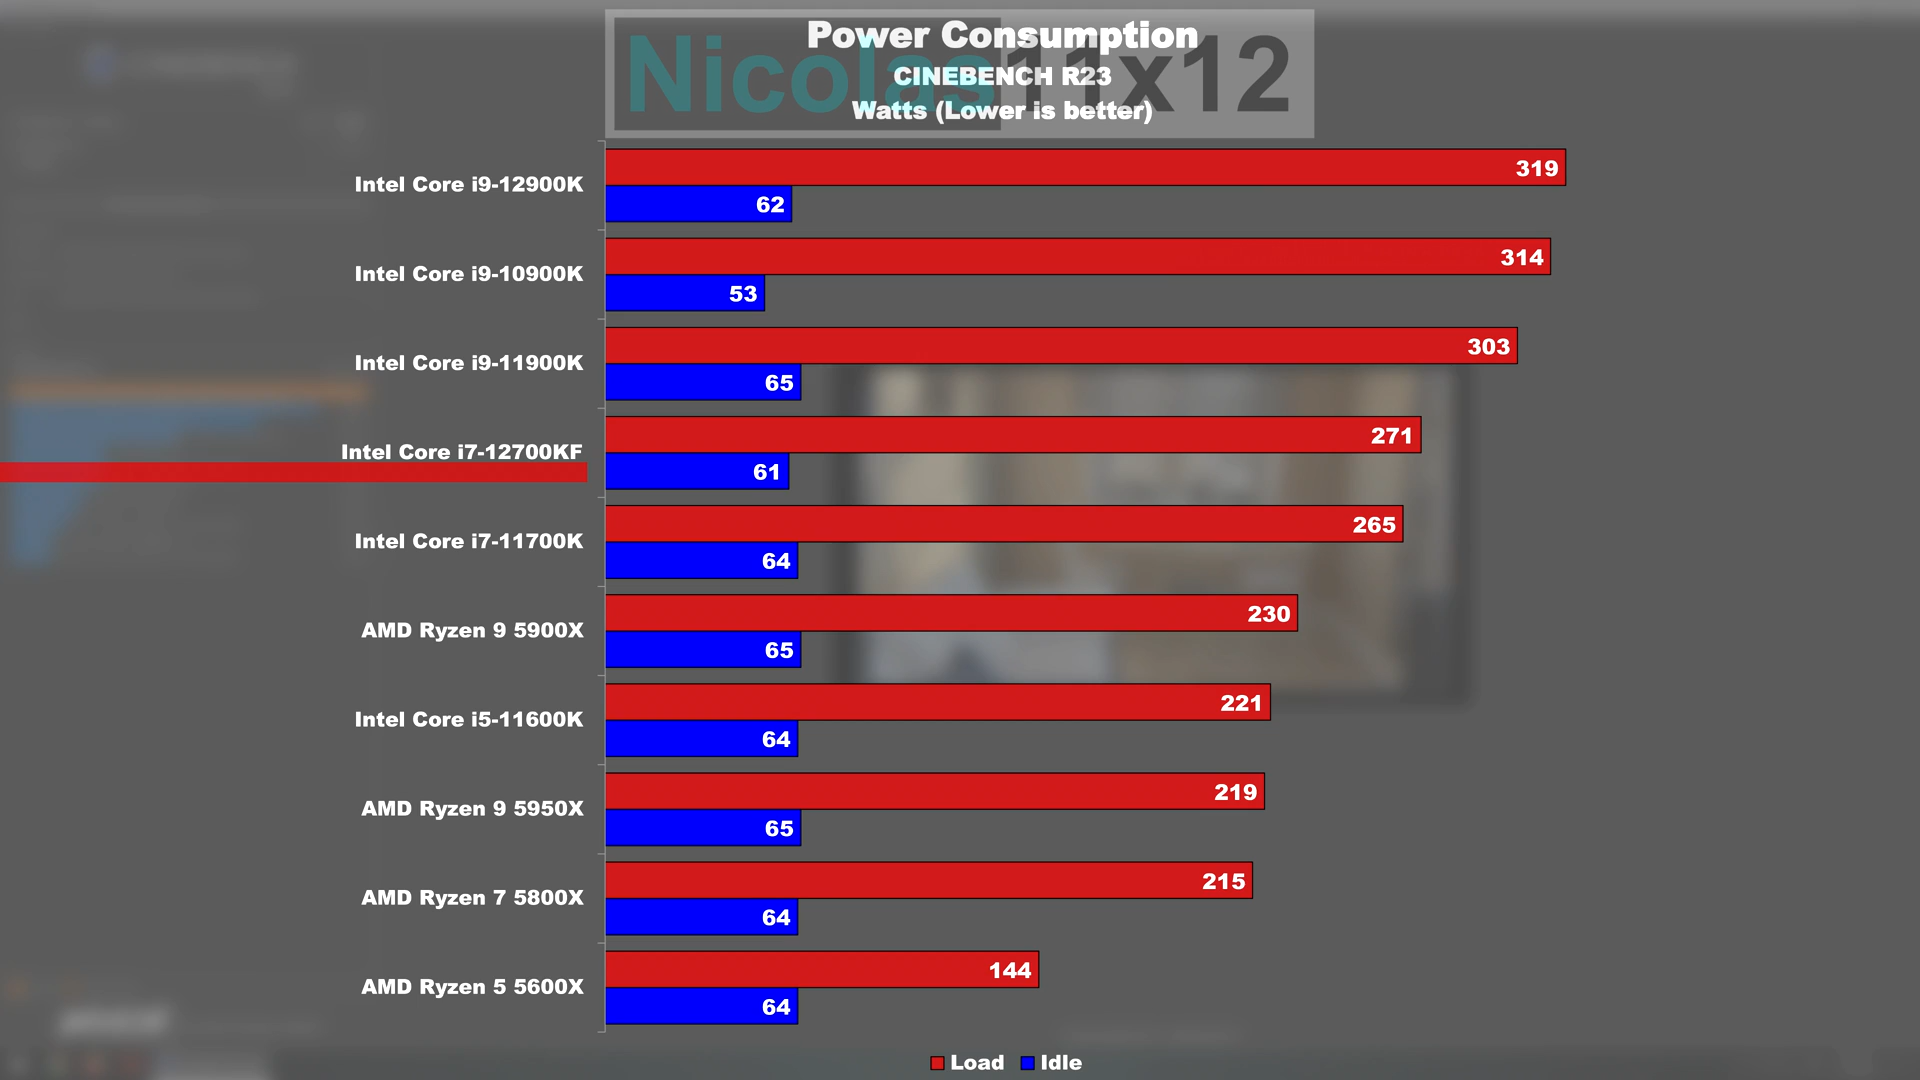 Nicolas11x12
Power Consumption
CINEBENCH R23
Watts (Lower is better)
Intel Core i9-12900K
319
62
Intel Core i9-10900K
314
53
Intel Core i9-11900K
303
65
Intel Core i7-12700KF
271
61
Intel Core i7-11700K
265
64
AMD Ryzen 9 5900X
230
65
Intel Core i5-11600K
221
64
AMD Ryzen 9 5950X
219
65
AMD Ryzen 7 5800X
215
64
AMD Ryzen 5 5600X
144
64
Load Idle